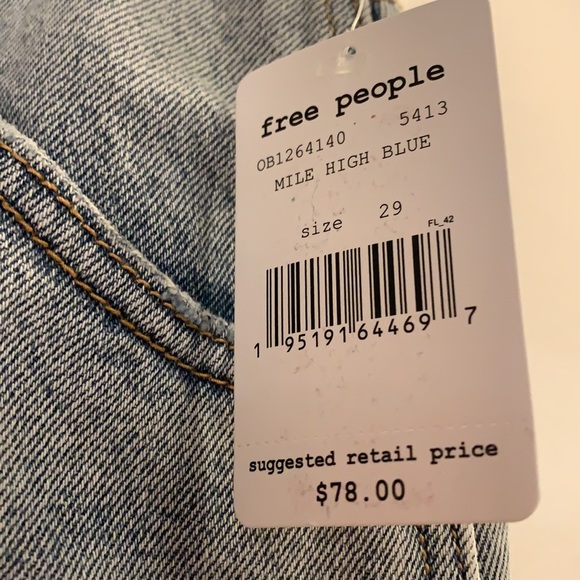 free people
OB1264140 5413
MILE HIGH BLUE
size 29
FL_42
1 95191 64469 7
suggested retail price
$78.00